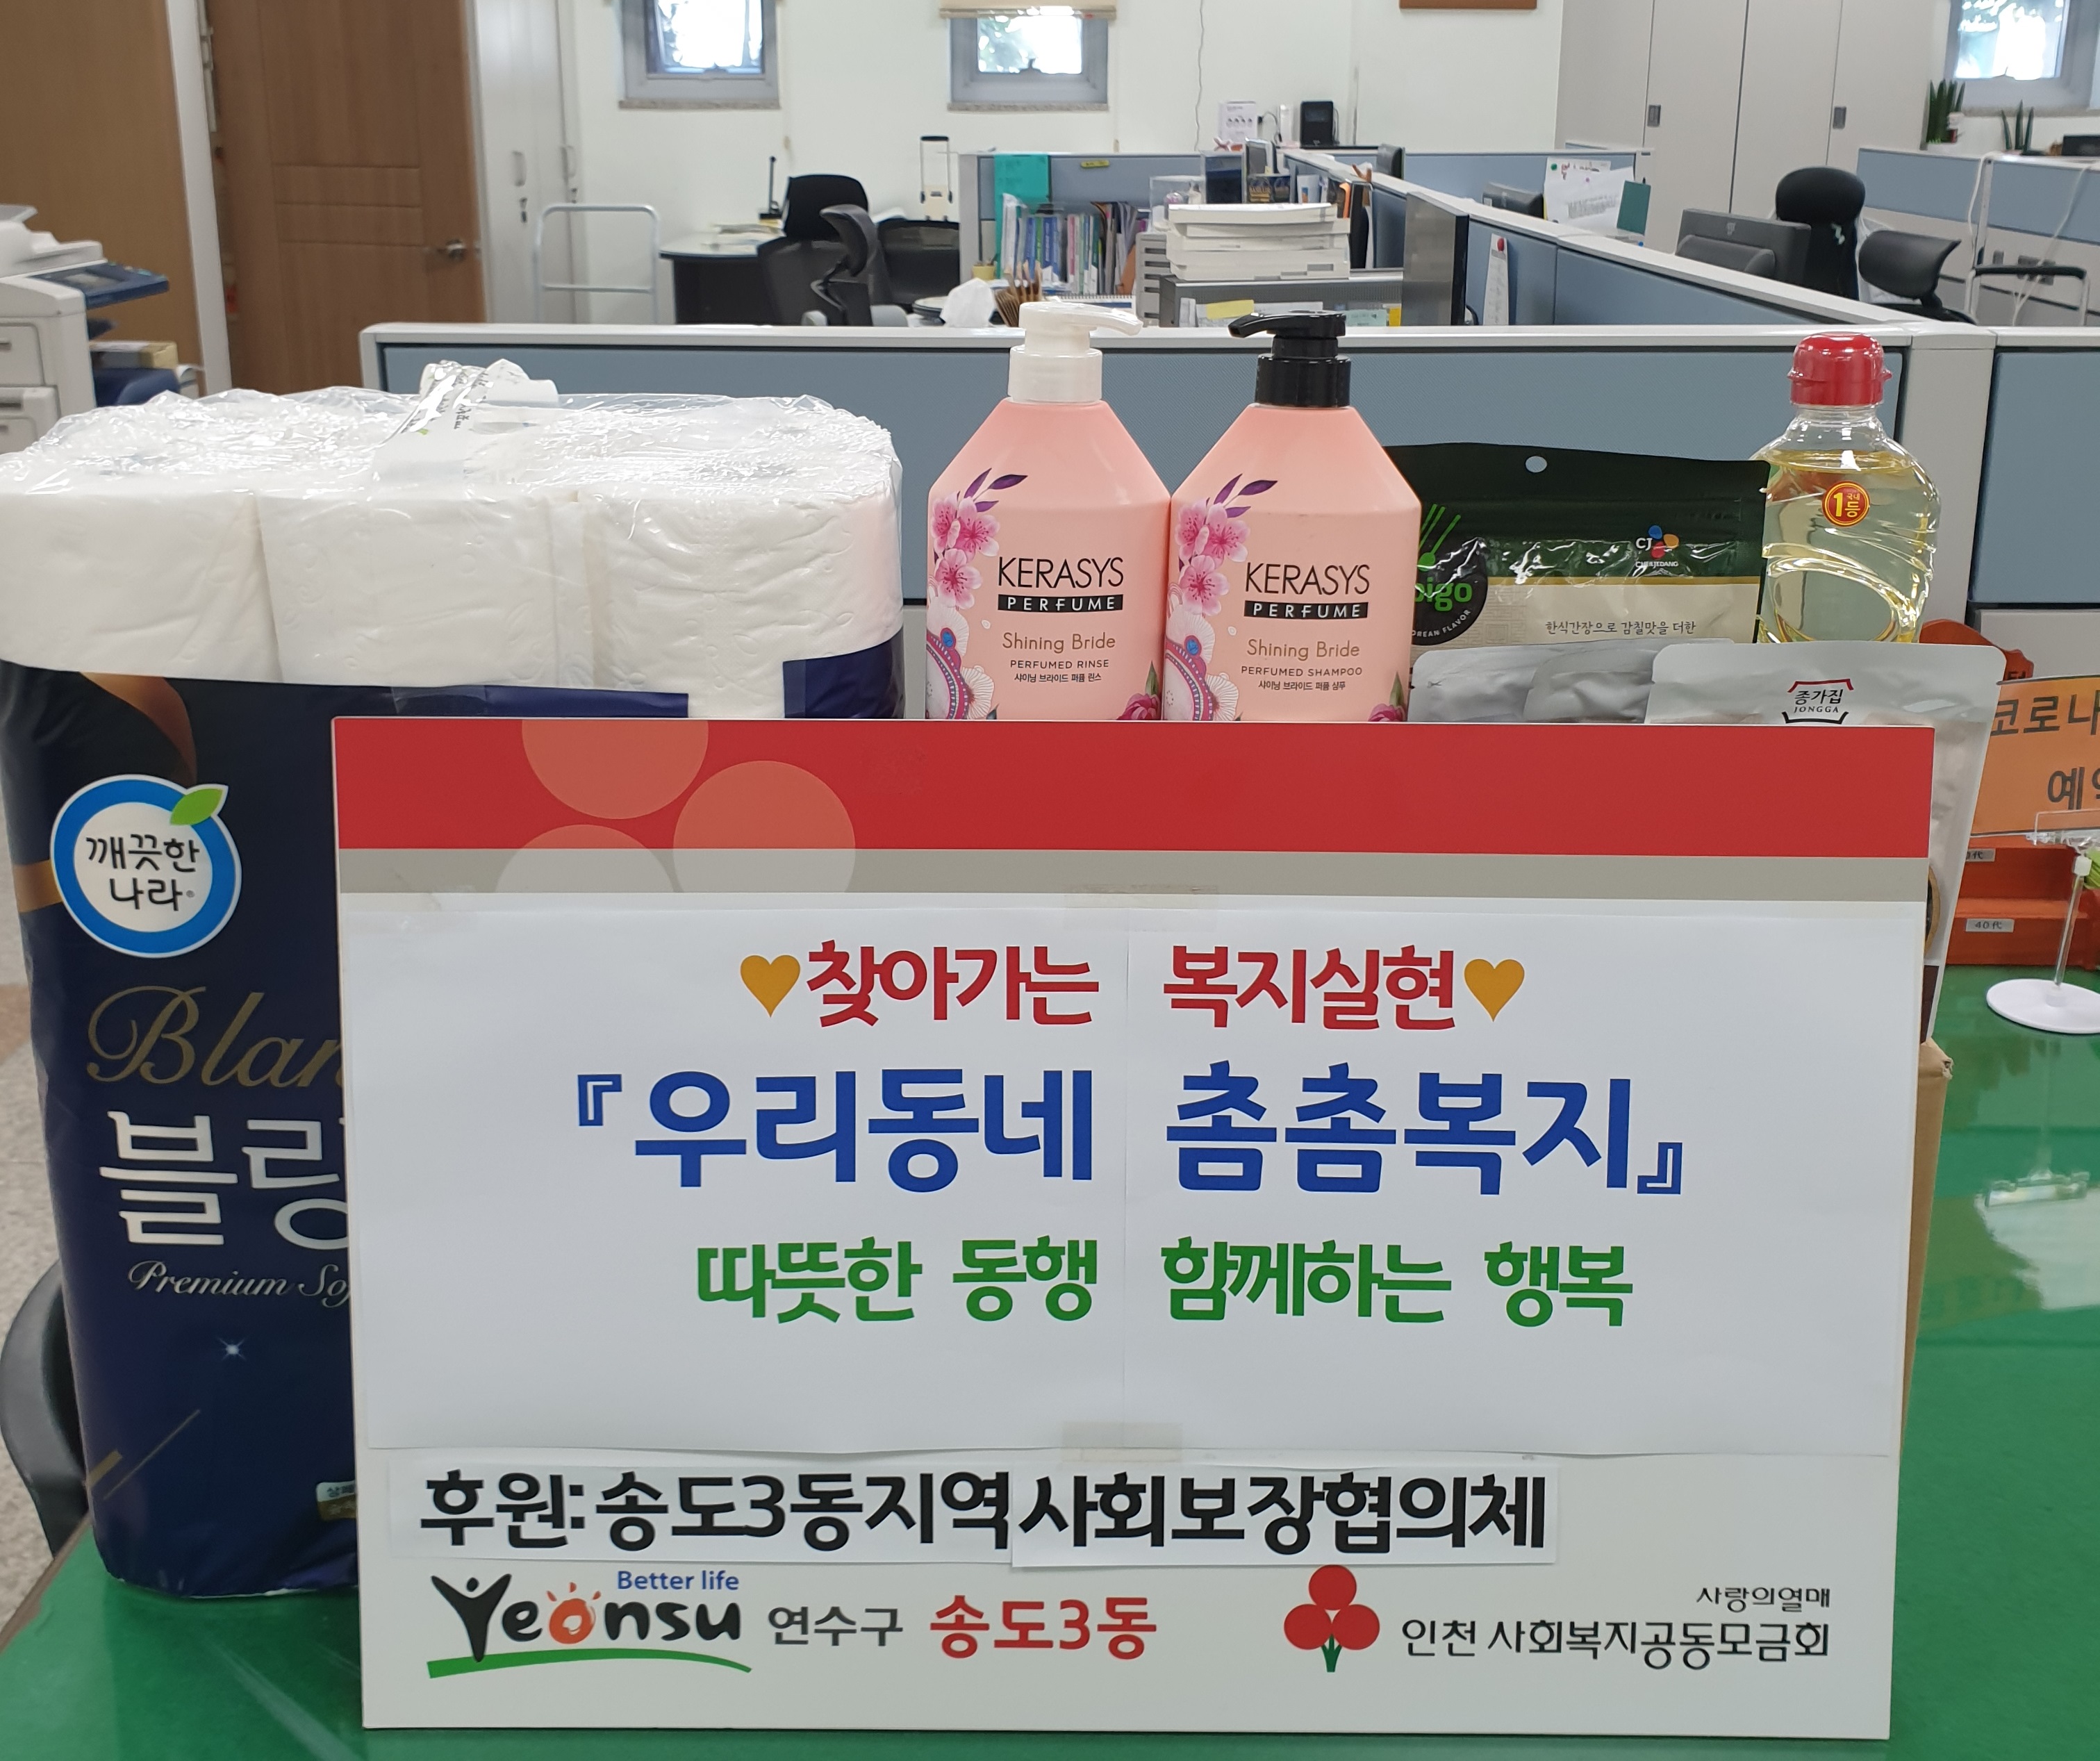 KERASYS
PERFUME
Shining Bride
PERFUMED RINSE
샤이닝 브라이드 퍼퓸 린스
KERASYS
PERFUME
Shining Bride
PERFUMED SHAMPOO
샤이닝 브라이드 퍼퓸 샴푸
CJ
CHEILJEDANG
한식간장으로 감칠맛을 더한
국내
1등
종가집
JONGGA
코로나
깨끗한
나라
Premium
♥찾아가는 복지실현♥
『우리동네 촘촘복지』
따뜻한 동행 함께하는 행복
후원: 송도3동지역사회보장협의체
Better life
Yeonsu 연수구 송도3동
사랑의열매
인천 사회복지공동모금회
40代